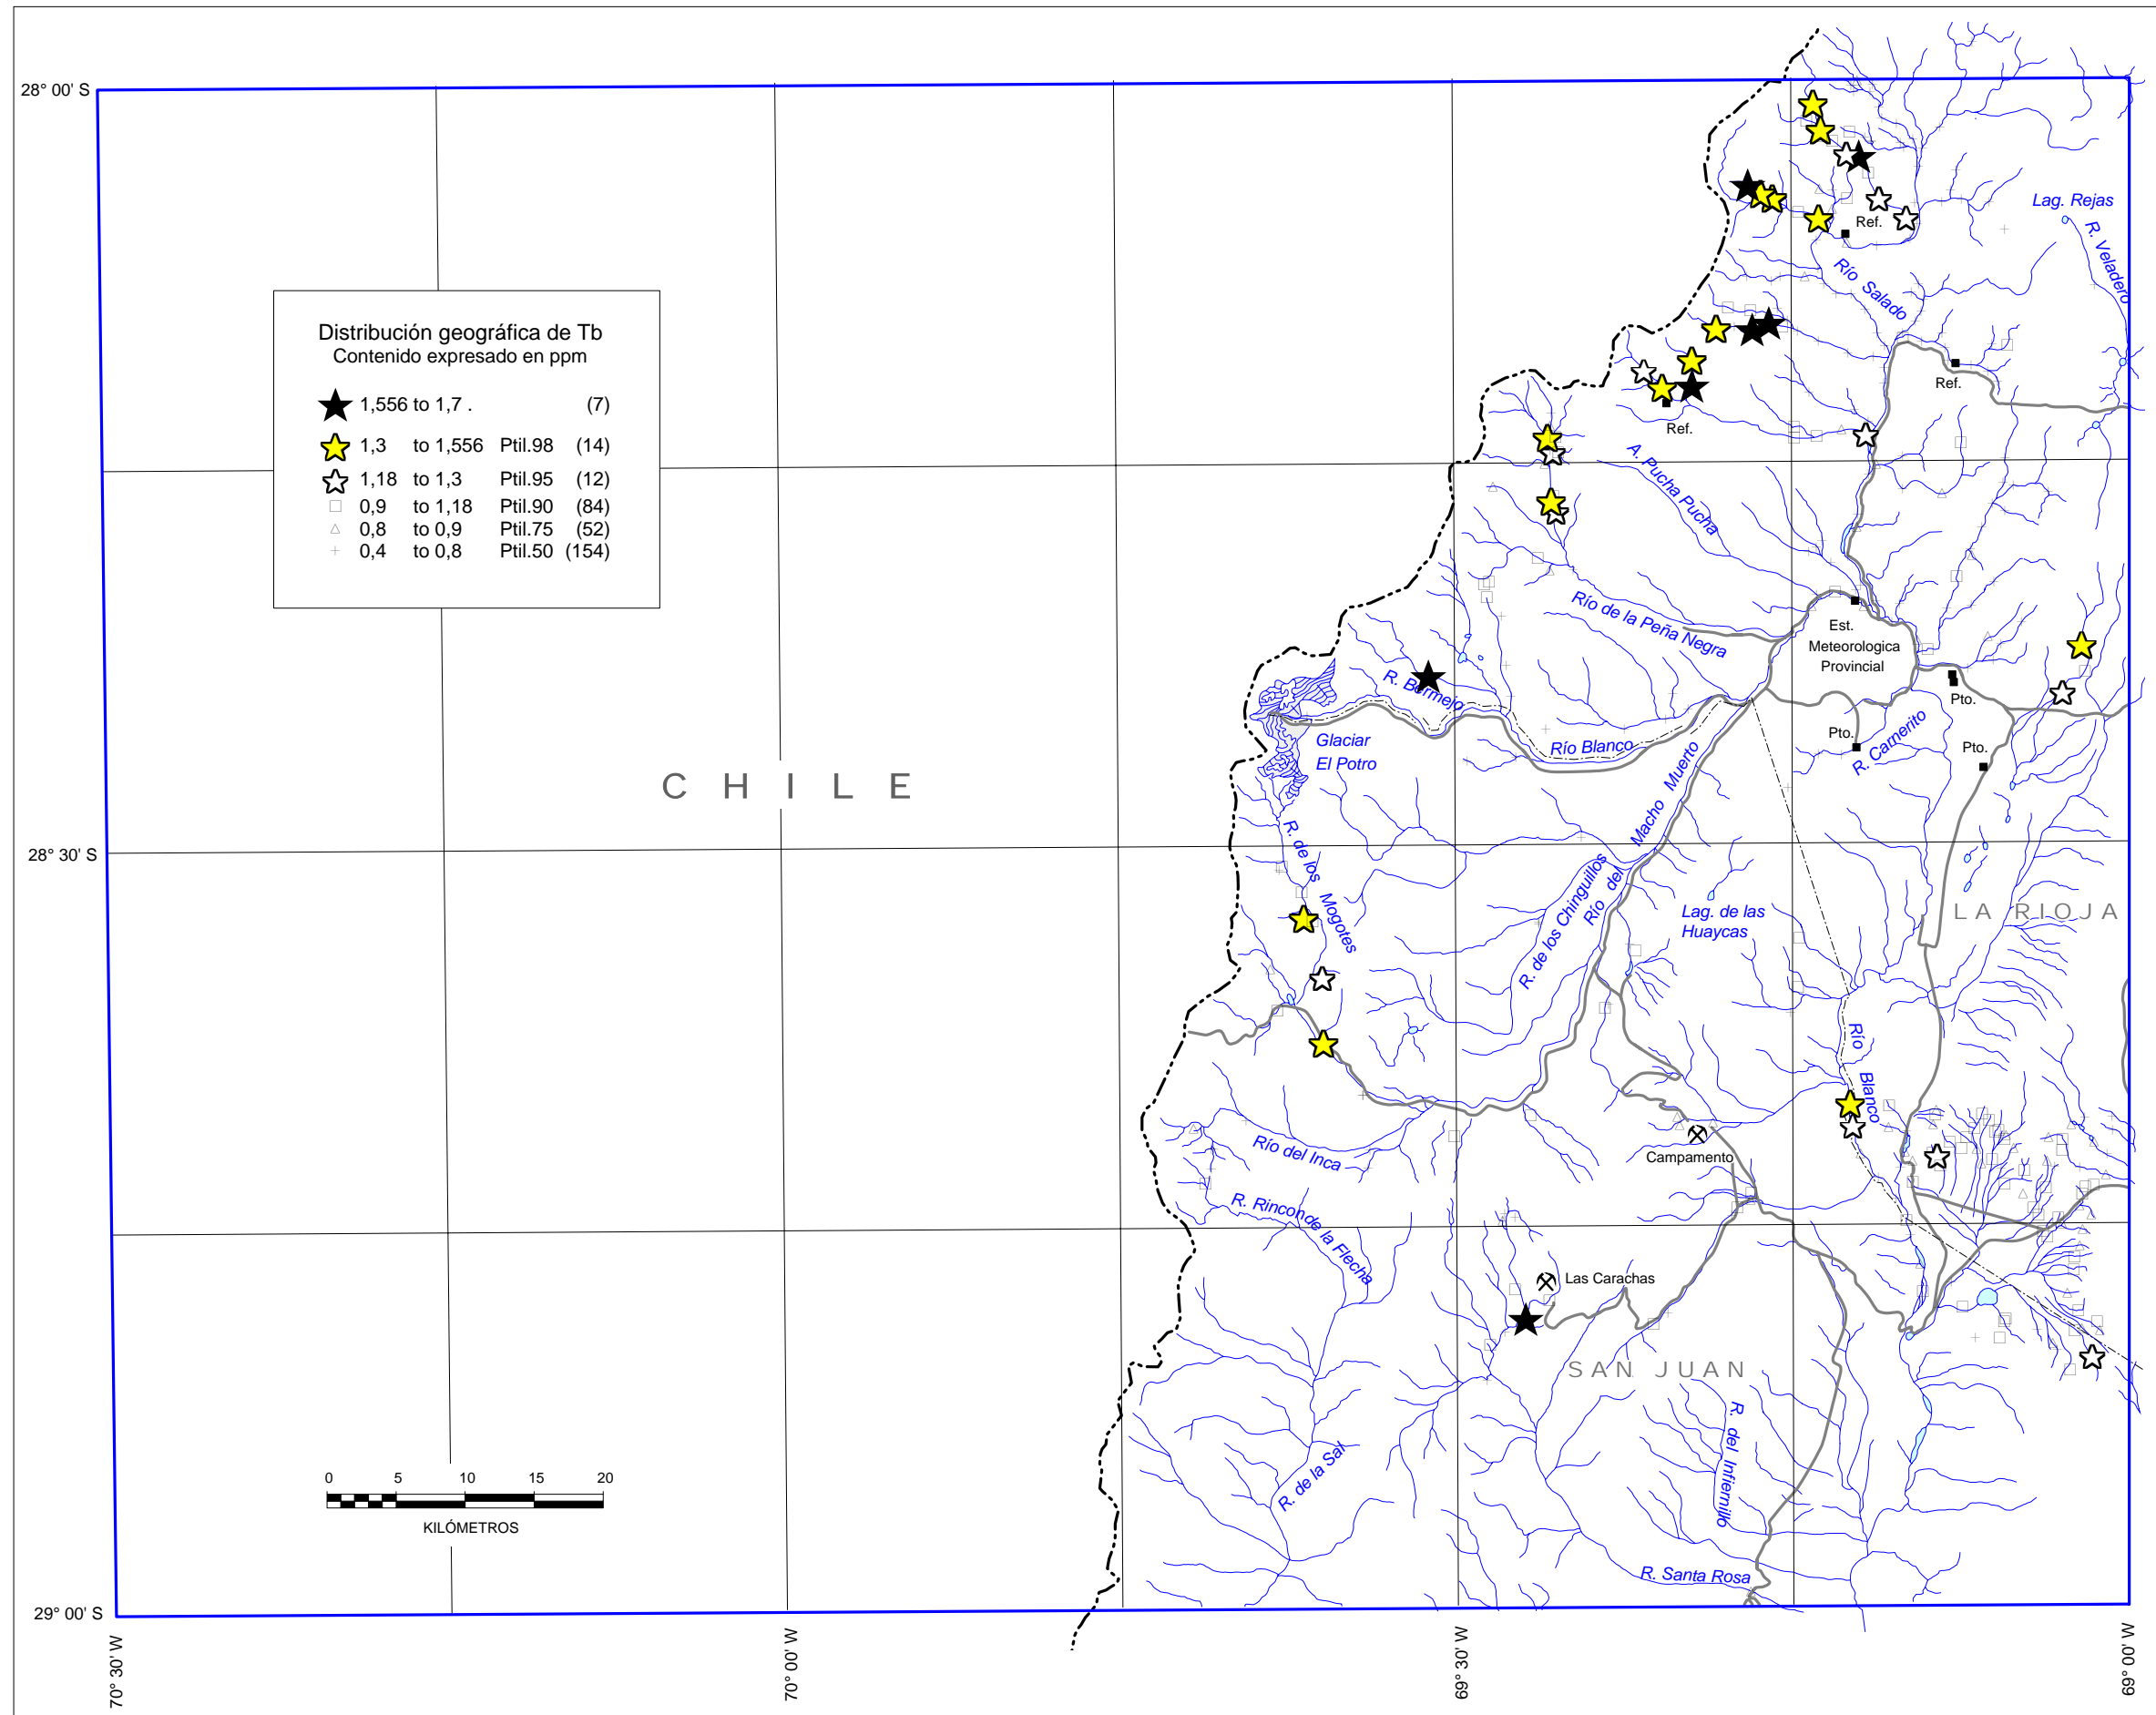 28° 00' S
Lag. Rejas
R. Veladero
Ref.
Río Salado
Distribución geográfica de Tb
Contenido expresado en ppm
1,556 to 1,7 . (7)
1,3 to 1,556 Ptil.98 (14)
1,18 to 1,3 Ptil.95 (12)
0,9 to 1,18 Ptil.90 (84)
0,8 to 0,9 Ptil.75 (52)
0,4 to 0,8 Ptil.50 (154)
Ref.
Ref.
A. Pucha Pucha
Río de la Peña Negra
Est.
Meteorologica
Provincial
R. Bermejo
Pto.
Glaciar
El Potro
Río Blanco
Pto.
R. Carnerito
Pto.
CHILE
Río del Macho Muerto
28° 30' S
R. de los Mogotes
R. de los Chinguillos
Lag. de las
Huaycas
LA RIOJA
Río Blanco
Campamento
Río del Inca
R. Rincon de la Flecha
Las Carachas
SAN JUAN
R. del Infiernillo
R. de la Sal
0 5 10 15 20
KILÓMETROS
R. Santa Rosa
29° 00' S
70° 30' W
70° 00' W
69° 30' W
69° 00' W